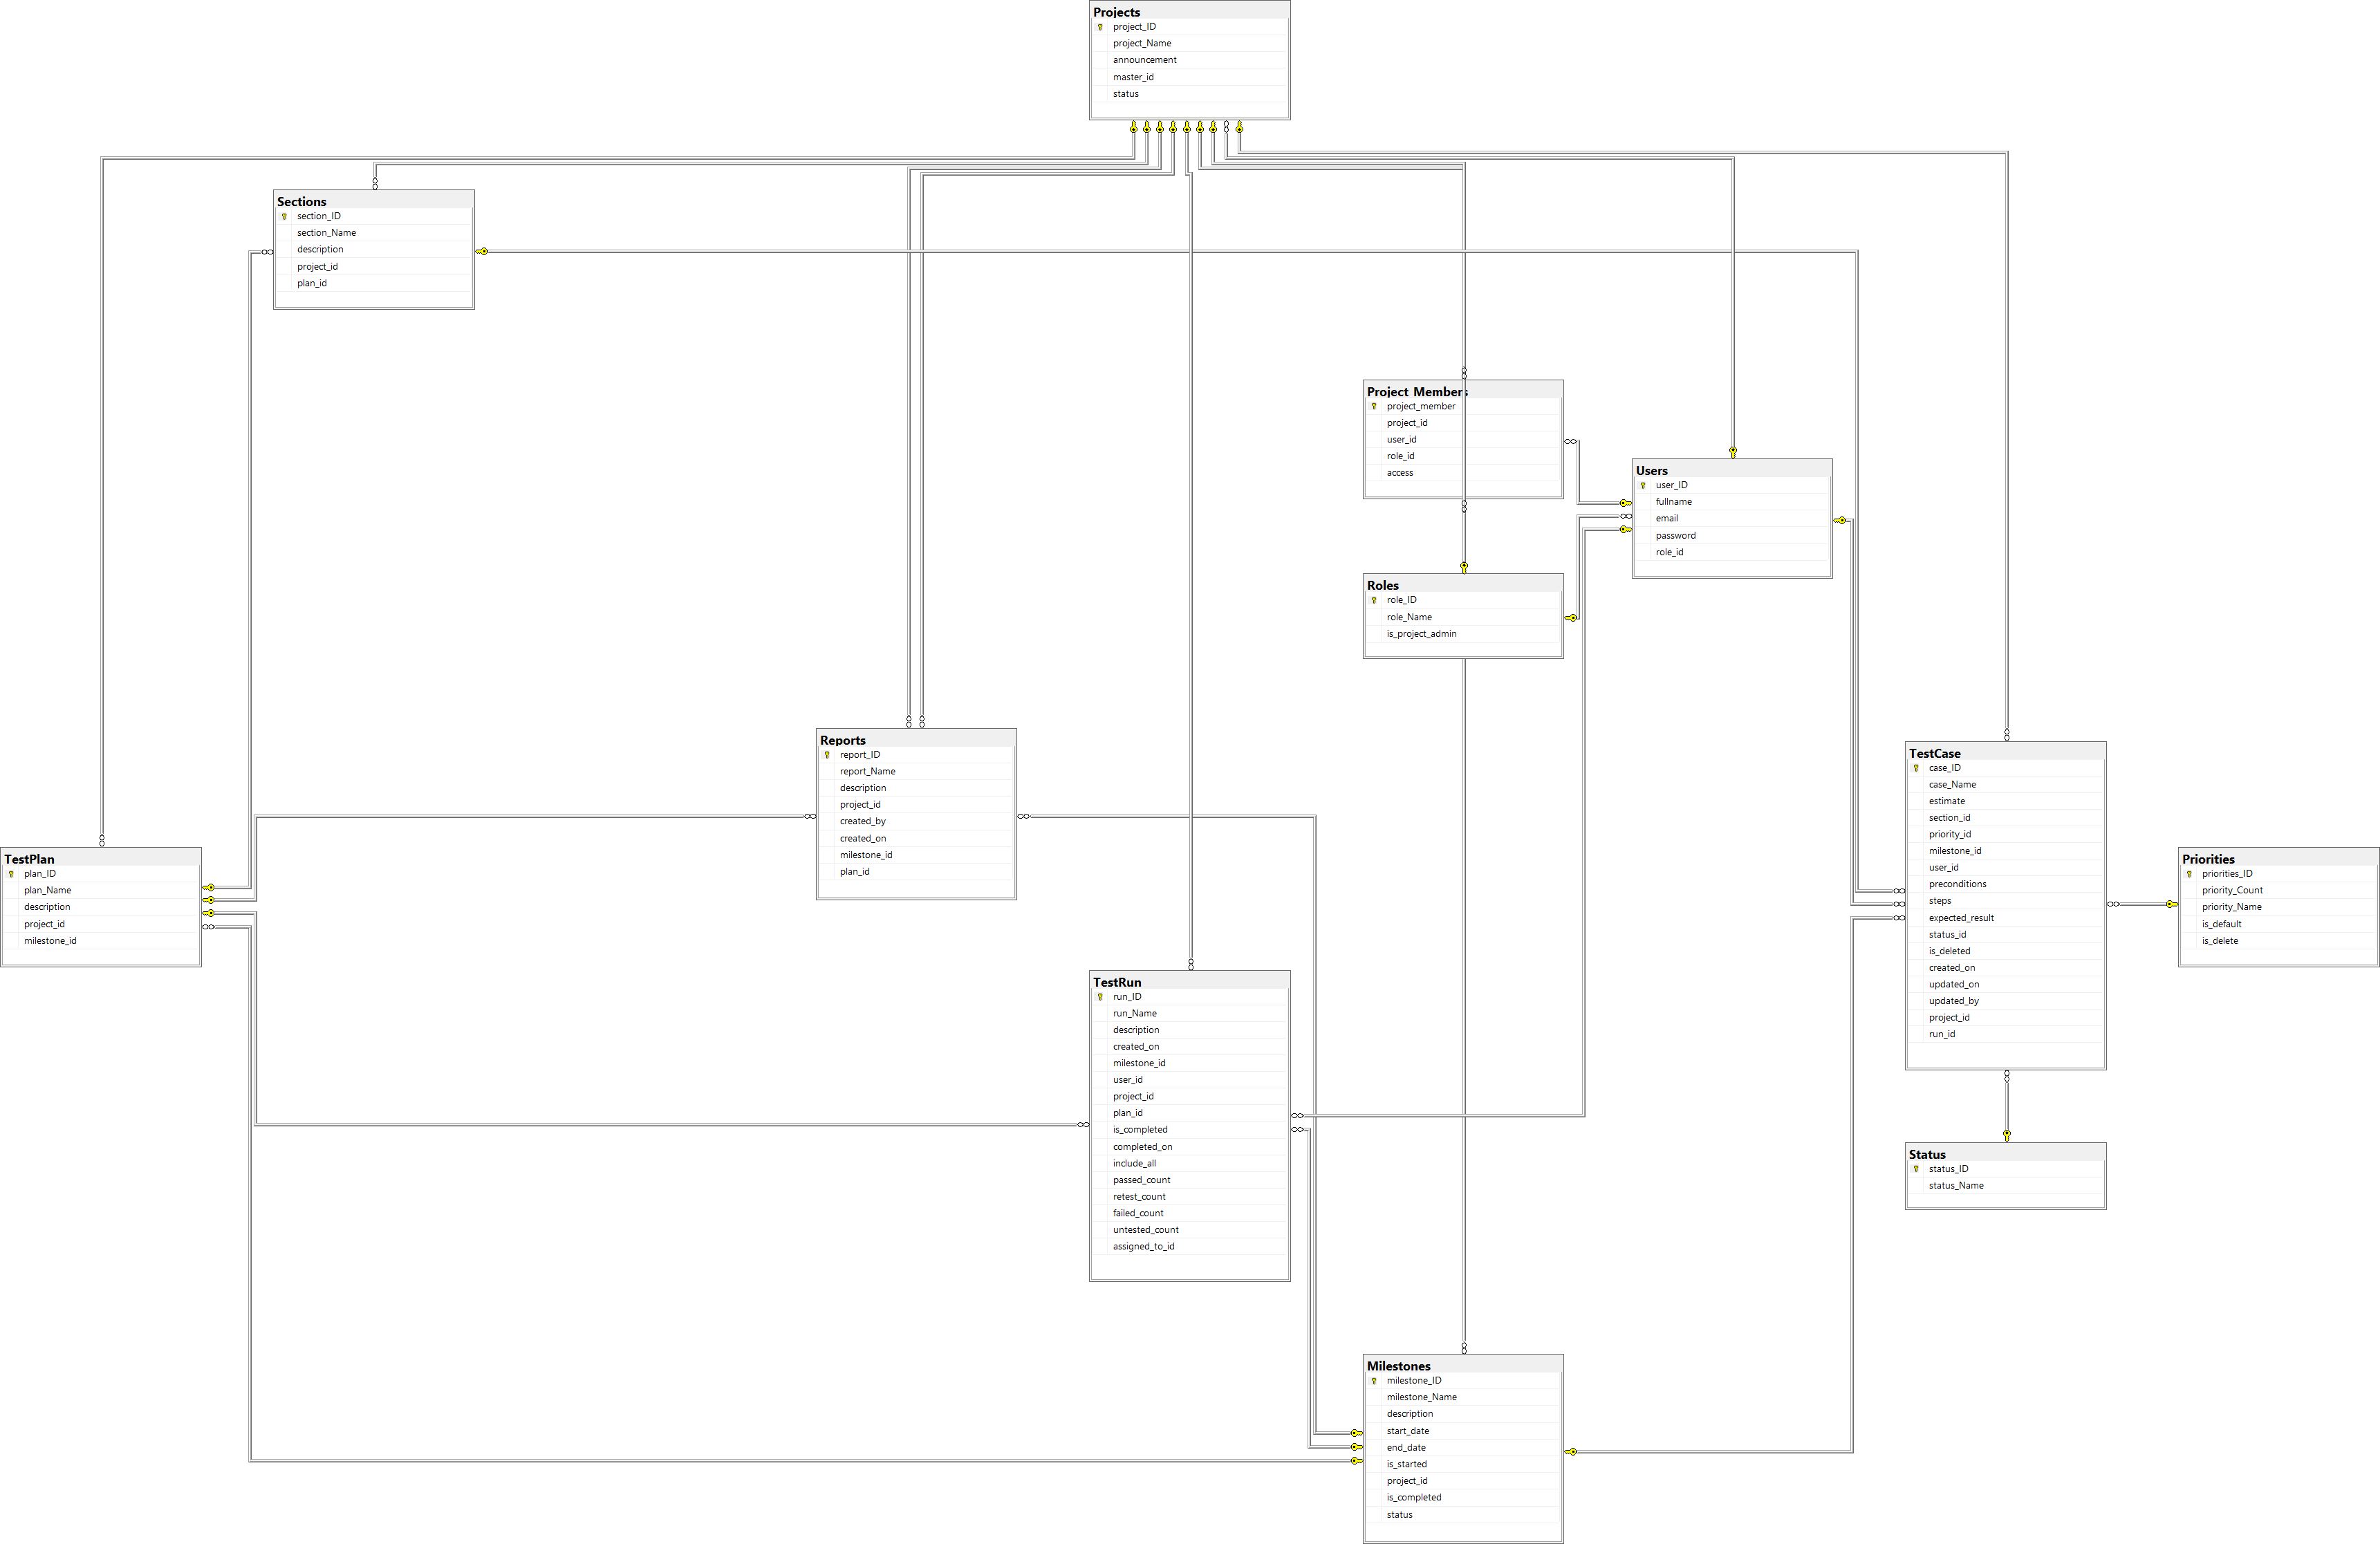 Projects
project_ID
project_Name
announcement
master_id
status
Sections
section_ID
section_Name
description
project_id
plan_id
Project_Members
project_member
project_id
user_id
role_id
access
Users
user_ID
fullname
email
password
role_id
Roles
role_ID
role_Name
is_project_admin
Reports
report_ID
report_Name
description
project_id
created_by
created_on
milestone_id
plan_id
TestCase
case_ID
case_Name
estimate
section_id
priority_id
milestone_id
user_id
preconditions
steps
expected_result
status_id
is_deleted
created_on
updated_on
updated_by
project_id
run_id
TestPlan
plan_ID
plan_Name
description
project_id
milestone_id
Priorities
priorities_ID
priority_Count
priority_Name
is_default
is_delete
TestRun
run_ID
run_Name
description
created_on
milestone_id
user_id
project_id
plan_id
is_completed
completed_on
include_all
passed_count
retest_count
failed_count
untested_count
assigned_to_id
Status
status_ID
status_Name
Milestones
milestone_ID
milestone_Name
description
start_date
end_date
is_started
project_id
is_completed
status